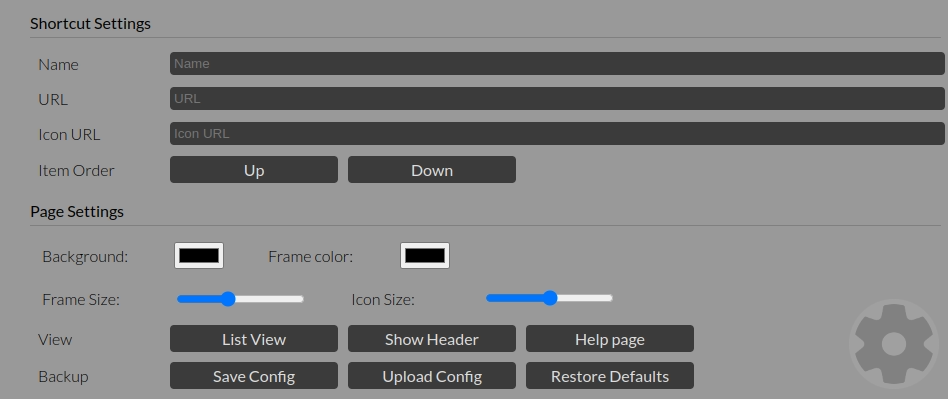 Shortcut Settings
Name Name
URL URL
Icon URL Icon URL
Item Order Up Down
Page Settings
Background: Frame color:
Frame Size: Icon Size:
View List View Show Header Help page
Backup Save Config Upload Config Restore Defaults